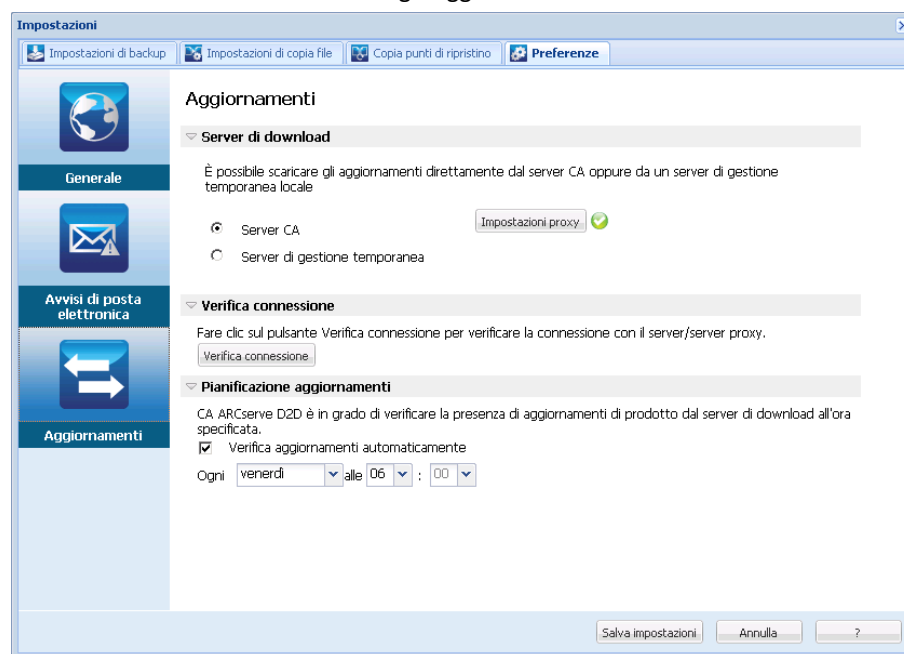 Impostazioni
Impostazioni di backup
Impostazioni di copia file
Copia punti di ripristino
Preferenze
Generale
Avvisi di posta
elettronica
Aggiornamenti
Aggiornamenti
Server di download
È possibile scaricare gli aggiornamenti direttamente dal server CA oppure da un server di gestione
temporanea locale
Server CA
Impostazioni proxy
Server di gestione temporanea
Verifica connessione
Fare clic sul pulsante Verifica connessione per verificare la connessione con il server/server proxy.
Verifica connessione
Pianificazione aggiornamenti
CA ARCserve D2D è in grado di verificare la presenza di aggiornamenti di prodotto dal server di download all'ora
specificata.
Verifica aggiornamenti automaticamente
Ogni venerdì alle 06 : 00
Salva impostazioni
Annulla
?